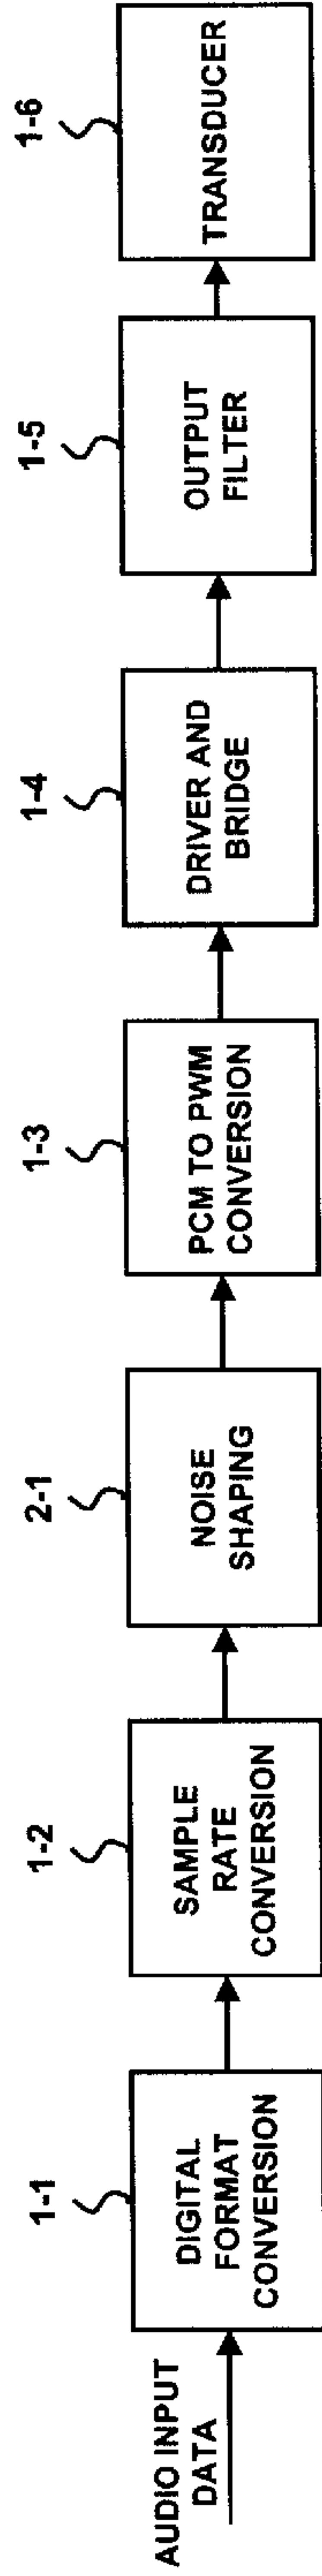 AUDIO INPUT
DATA
1-1
DIGITAL
FORMAT
CONVERSION
1-2
SAMPLE
RATE
CONVERSION
2-1
NOISE
SHAPING
1-3
PCM TO PWM
CONVERSION
1-4
DRIVER AND
BRIDGE
1-5
OUTPUT
FILTER
1-6
TRANSDUCER